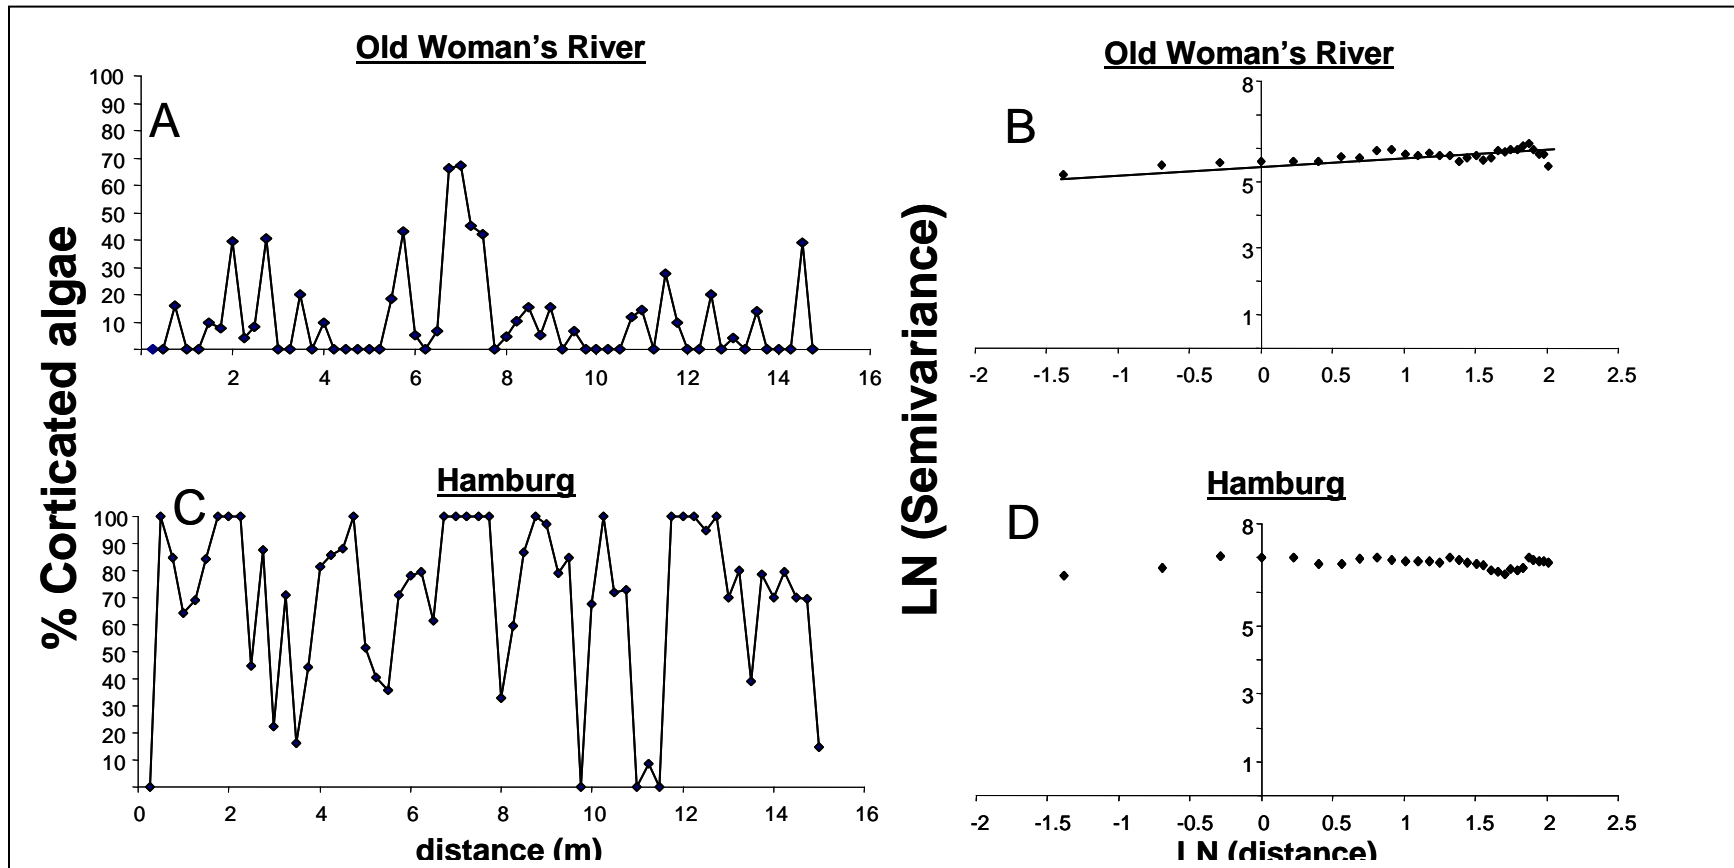 Old Woman's River
A
% Corticated algae
100
90
80
70
60
50
40
30
20
10
2 4 6 8 10 12 14 16
Old Woman's River
B
LN (Semivariance)
8
5
3
1
-2 -1.5 -1 -0.5 0 0.5 1 1.5 2 2.5
Hamburg
C
100
90
80
70
60
50
40
30
20
10
0 2 4 6 8 10 12 14 16
distance (m)
Hamburg
D
8
5
3
1
-2 -1.5 -1 -0.5 0 0.5 1 1.5 2 2.5
LN (distance)